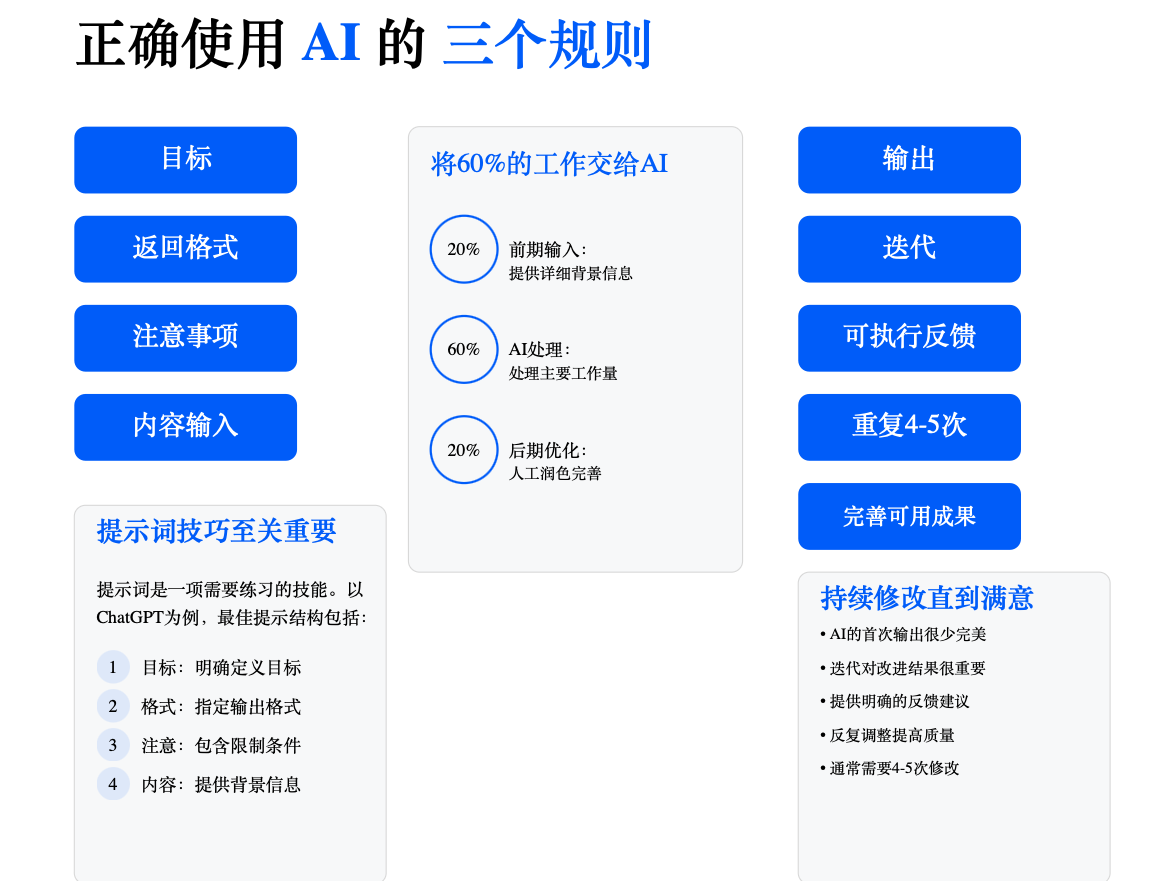 正确使用 AI 的 三个规则
目标
返回格式
注意事项
内容输入
提示词技巧至关重要
提示词是一项需要练习的技能。以
ChatGPT为例，最佳提示结构包括：
1 目标：明确定义目标
2 格式：指定输出格式
3 注意：包含限制条件
4 内容：提供背景信息
将60%的工作交给AI
20% 前期输入：
提供详细背景信息
60% AI处理：
处理主要工作量
20% 后期优化：
人工润色完善
输出
迭代
可执行反馈
重复4-5次
完善可用成果
持续修改直到满意
• AI的首次输出很少完美
• 迭代对改进结果很重要
• 提供明确的反馈建议
• 反复调整提高质量
• 通常需要4-5次修改